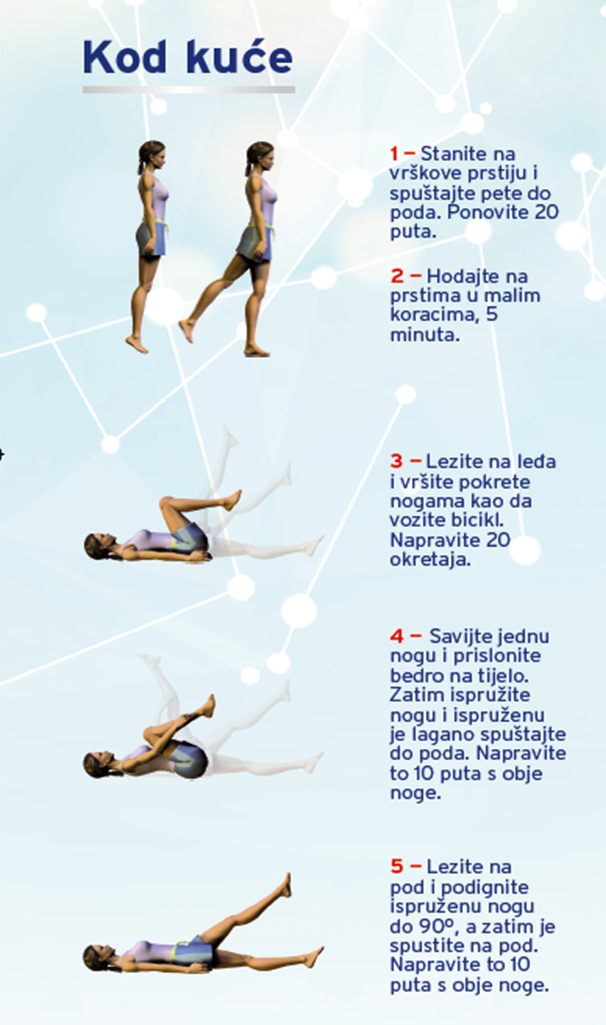 Kod kuće
1 – Stanite na
vrškove prstiju i
spuštajte pete do
poda. Ponovite 20
puta.
2 – Hodajte na
prstima u malim
koracima, 5
minuta.
3 – Lezite na leđa
i vršite pokrete
nogama kao da
vozite bicikl.
Napravite 20
okretaja.
4 – Savijte jednu
nogu i prislonite
bedro na tijelo.
Zatim ispružite
nogu i ispruženu
je lagano spuštajte
do poda. Napravite
to 10 puta s obje
noge.
5 – Lezite na
pod i podignite
ispruženu nogu
do 90º, a zatim je
spustite na pod.
Napravite to 10
puta s obje noge.